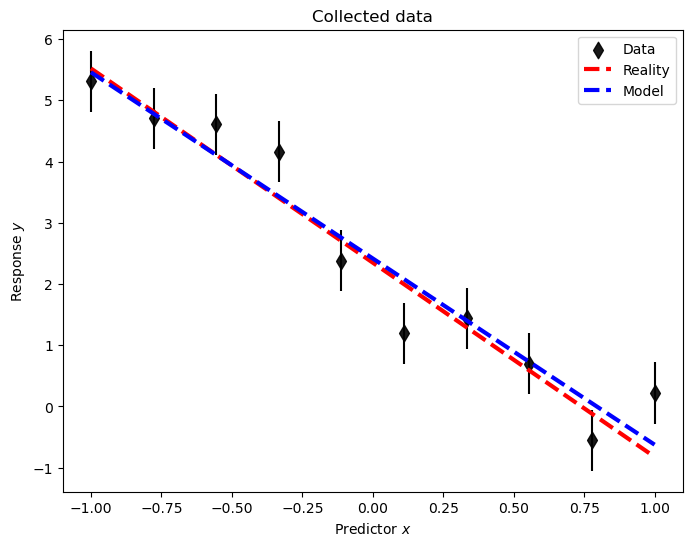 Collected data
Data
Reality
Model
Response y
6
5
4
3
2
1
0
−1
−1.00 −0.75 −0.50 −0.25 0.00 0.25 0.50 0.75 1.00
Predictor x